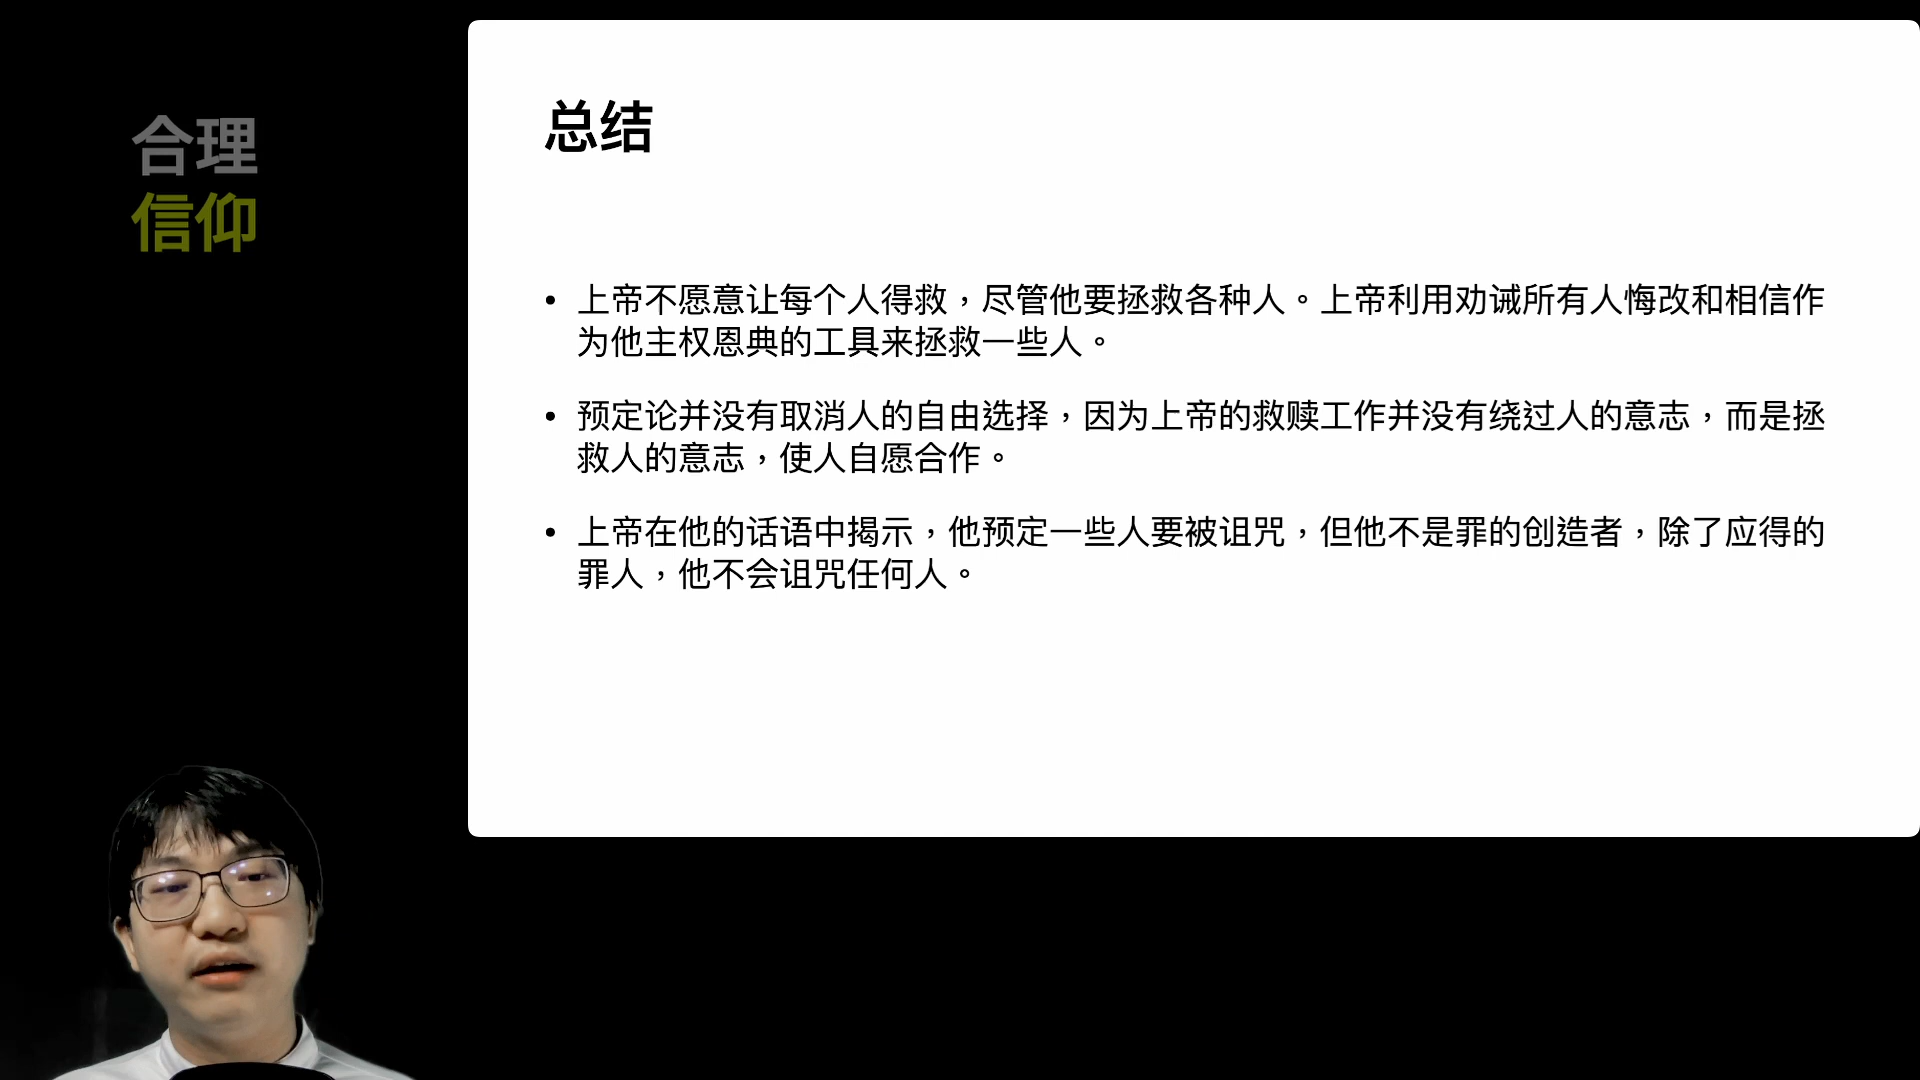 合理
信仰
总结
• 上帝不愿意让每个人得救，尽管他要拯救各种人。上帝利用劝诫所有人悔改和相信作
为他主权恩典的工具来拯救一些人。
• 预定论并没有取消人的自由选择，因为上帝的救赎工作并没有绕过人的意志，而是拯
救人的意志，使人自愿合作。
• 上帝在他的话语中揭示，他预定一些人要被诅咒，但他不是罪的创造者，除了应得的
罪人，他不会诅咒任何人。